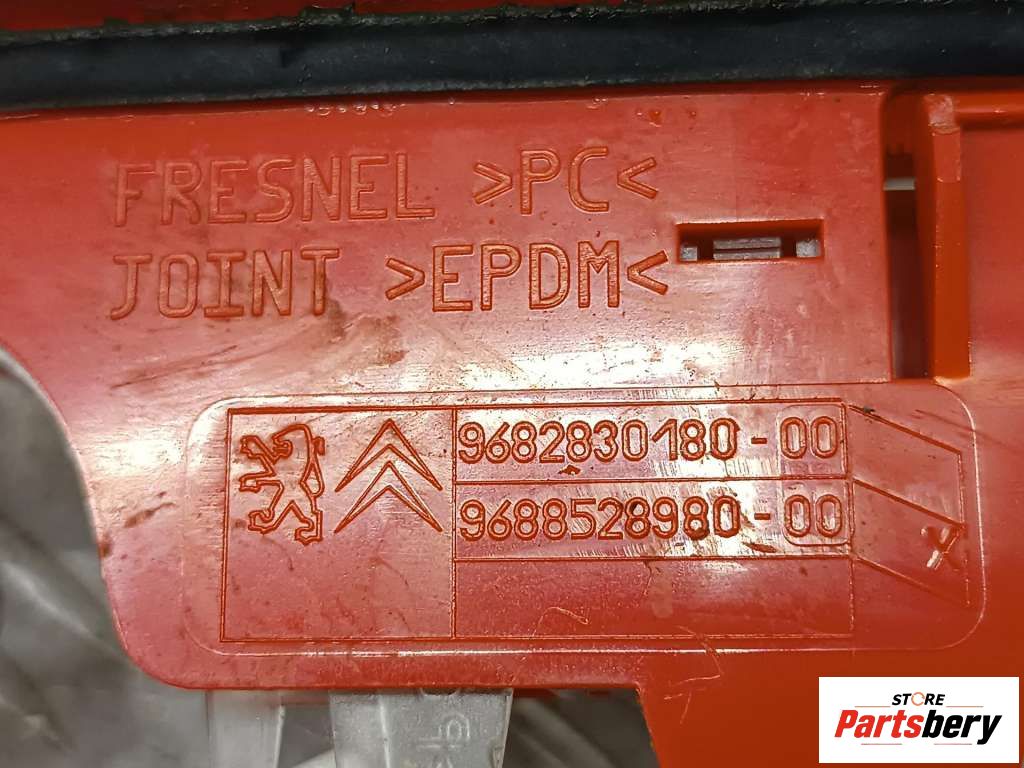 FRESNEL >PC<
JOINT >EPDM<
9682830180-00
9688528980-00
STORE
Partsbery